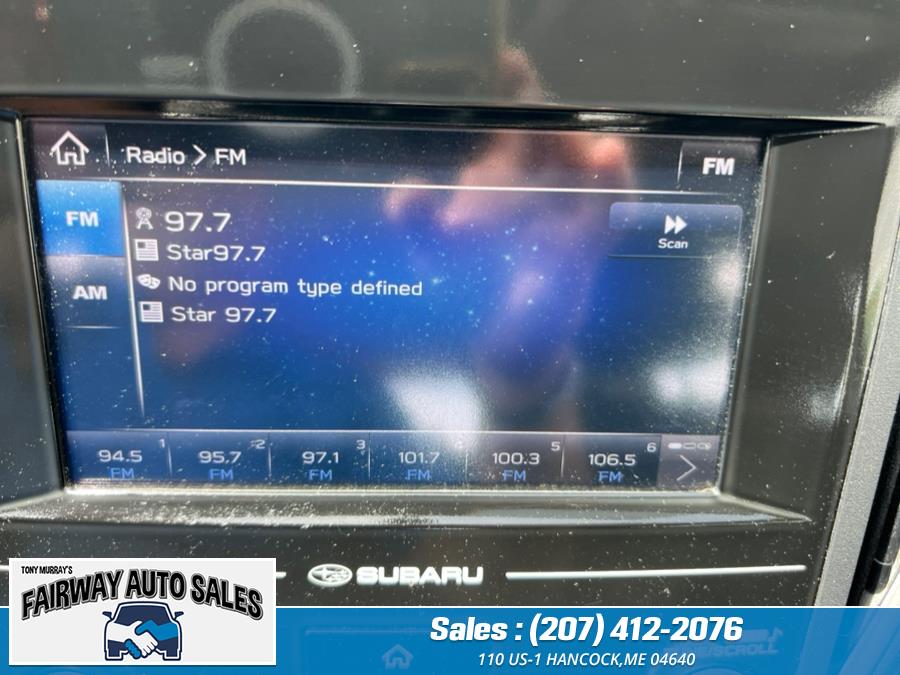 Radio > FM
FM
FM
97.7
Star97.7
Scan
AM
No program type defined
Star 97.7
1
2
3
5
6
94.5
95.7
97.1
101.7
100.3
106.5
FM
FM
FM
FM
FM
FM
SUBARU
TONY MURRAY'S
FAIRWAY AUTO SALES
Sales : (207) 412-2076
110 US-1 HANCOCK,ME 04640
SCROLL